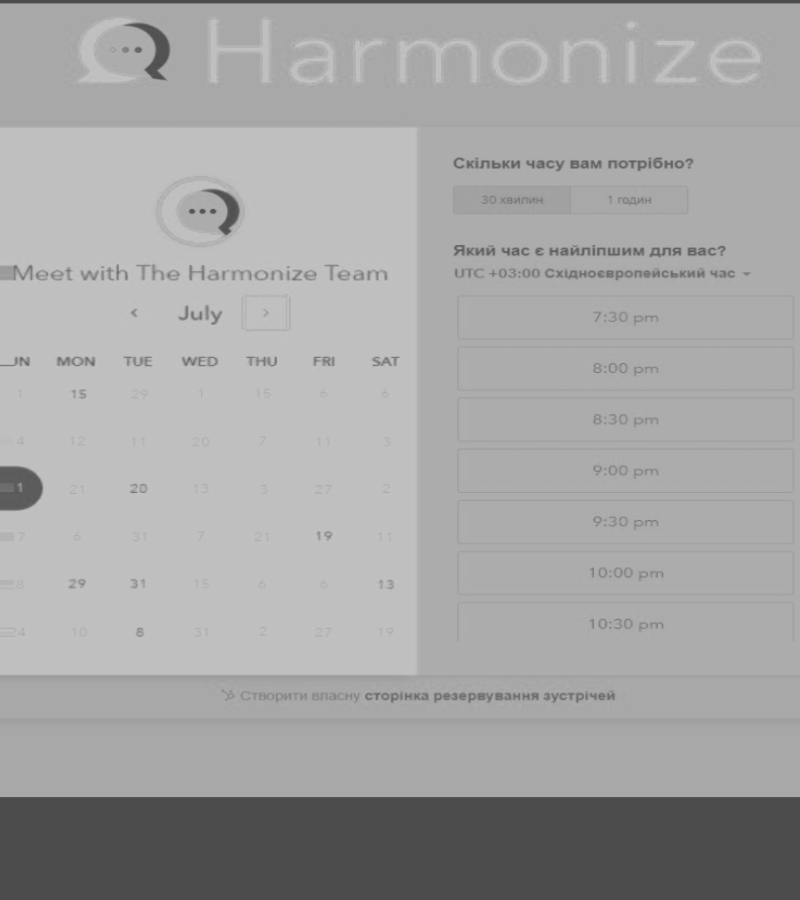 Harmonize
Meet with The Harmonize Team
July
UN MON TUE WED THU FRI SAT
1 15 29 1 15 6 6
4 12 11 20 7 11 3
1 21 20 13 3 27 2
7 6 31 7 21 19 11
8 29 31 15 6 6 13
24 10 8 31 2 27 19
Скільки часу вам потрібно?
30 хвилин 1 годин
Який час є найліпшим для вас?
UTC +03:00 Східноєвропейський час
7:30 pm
8:00 pm
8:30 pm
9:00 pm
9:30 pm
10:00 pm
10:30 pm
Створити власну сторінка резервування зустрічей